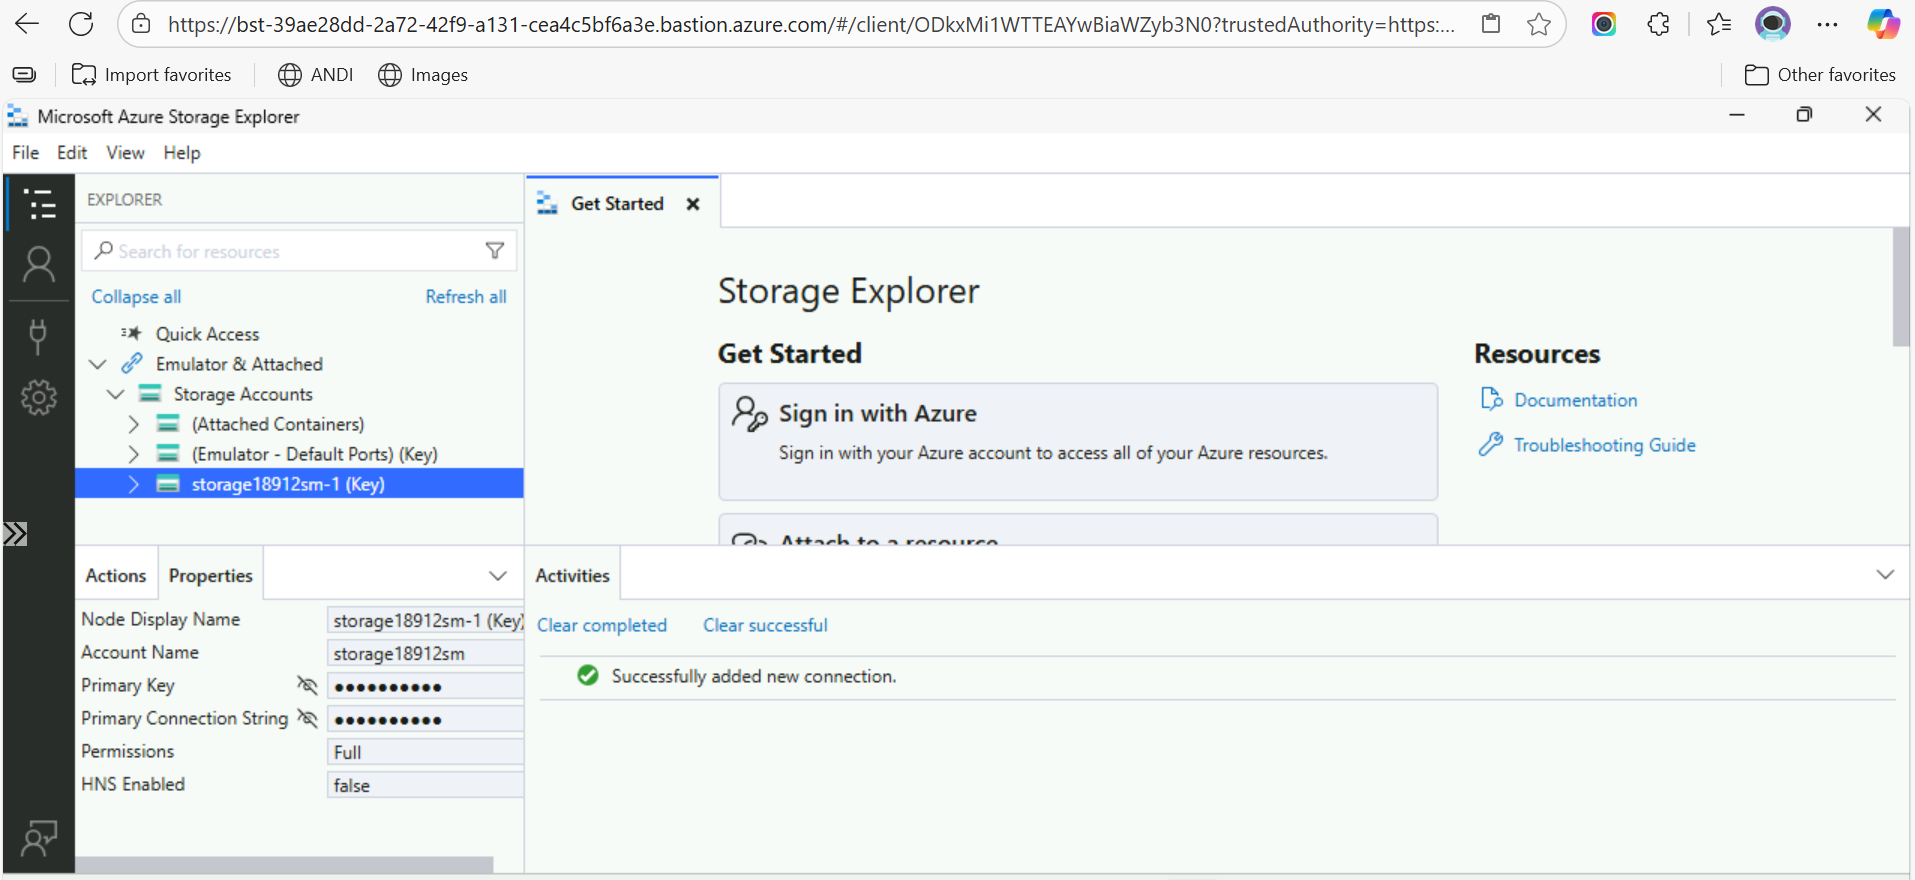 https://bst-39ae28dd-2a72-42f9-a131-cea4c5bf6a3e.bastion.azure.com/#/client/ODkxMi1WTTEAYwBiaWZyb3N0?trustedAuthority=https:...
Import favorites
ANDI
Images
Other favorites
Microsoft Azure Storage Explorer
File Edit View Help
EXPLORER
Search for resources
Collapse all
Refresh all
Quick Access
Emulator & Attached
Storage Accounts
(Attached Containers)
(Emulator - Default Ports) (Key)
storage18912sm-1 (Key)
Get Started
Storage Explorer
Get Started
Sign in with Azure
Sign in with your Azure account to access all of your Azure resources.
Attach to a resource
Resources
Documentation
Troubleshooting Guide
Actions
Properties
Node Display Name storage18912sm-1 (Key)
Account Name storage18912sm
Primary Key ●●●●●●●●●●
Primary Connection String ●●●●●●●●●●
Permissions Full
HNS Enabled false
Activities
Clear completed
Clear successful
Successfully added new connection.